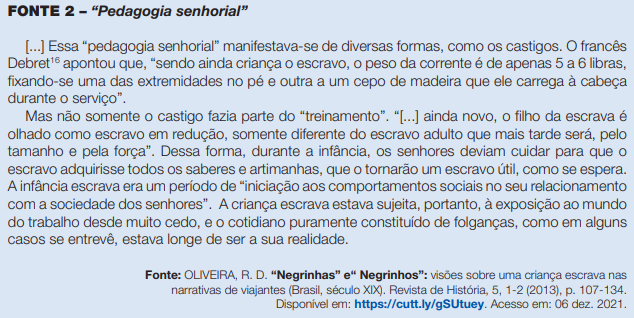 FONTE 2 – “Pedagogia senhorial”
[...] Essa “pedagogia senhorial” manifestava-se de diversas formas, como os castigos. O francês
Debret16 apontou que, “sendo ainda criança o escravo, o peso da corrente é de apenas 5 a 6 libras,
fixando-se uma das extremidades no pé e outra a um cepo de madeira que ele carrega à cabeça
durante o serviço”.
Mas não somente o castigo fazia parte do “treinamento”. “[...] ainda novo, o filho da escrava é
olhado como escravo em redução, somente diferente do escravo adulto que mais tarde será, pelo
tamanho e pela força”. Dessa forma, durante a infância, os senhores deviam cuidar para que o
escravo adquirisse todos os saberes e artimanhas, que o tornarão um escravo útil, como se espera.
A infância escrava era um período de “iniciação aos comportamentos sociais no seu relacionamento
com a sociedade dos senhores”.  A criança escrava estava sujeita, portanto, à exposição ao mundo
do trabalho desde muito cedo, e o cotidiano puramente constituído de folganças, como em alguns
casos se entrevê, estava longe de ser a sua realidade.
Fonte: OLIVEIRA, R. D. “Negrinhas” e“ Negrinhos”: visões sobre uma criança escrava nas
narrativas de viajantes (Brasil, século XIX). Revista de História, 5, 1-2 (2013), p. 107-134.
Disponível em: https://cutt.ly/gSUtuey. Acesso em: 06 dez. 2021.